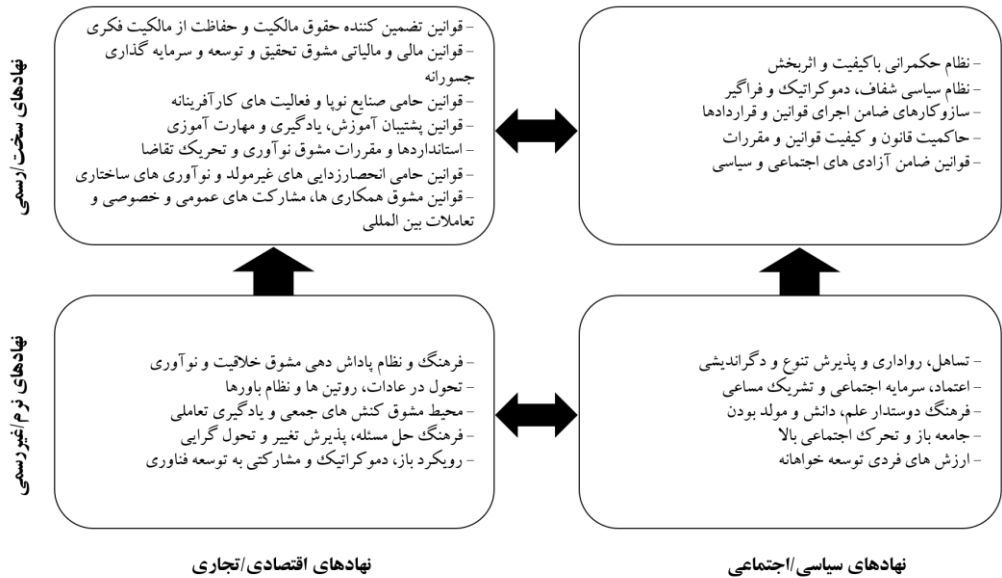 نهادهای سخت/رسمی
– نظام حکمرانی باکیفیت و اثربخش
– نظام سیاسی شفاف، دموکراتیک و فراگیر
– سازوکارهای ضامن اجرای قوانین و قراردادها
– حاکمیت قانون و کیفیت قوانین و مقررات
– قوانین ضامن آزادی های اجتماعی و سیاسی
– قوانین تضمین کننده حقوق مالکیت و حفاظت از مالکیت فکری
– قوانین مالی و مالیاتی مشوق تحقیق و توسعه و سرمایه گذاری
جسورانه
– قوانین حامی صنایع نوپا و فعالیت های کارآفرینانه
– قوانین پشتیبان آموزش، یادگیری و مهارت آموزی
– استانداردها و مقررات مشوق نوآوری و تحریک تقاضا
– قوانین حامی انحصارزدایی های غیرمولد و نوآوری های ساختاری
– قوانین مشوق همکاری ها، مشارکت های عمومی و خصوصی و
تعاملات بین المللی
نهادهای نرم/غیررسمی
– تساهل، رواداری و پذیرش تنوع و دگراندیشی
– اعتماد، سرمایه اجتماعی و تشریک مساعی
– فرهنگ دوستدار علم، دانش و مولد بودن
– جامعه باز و تحرک اجتماعی بالا
– ارزش های فردی توسعه خواهانه
– فرهنگ و نظام پاداش دهی مشوق خلاقیت و نوآوری
– تحول در عادات، روتین ها و نظام باورها
– محیط مشوق کنش های جمعی و یادگیری تعاملی
– فرهنگ حل مسئله، پذیرش تغییر و تحول گرایی
– رویکرد باز، دموکراتیک و مشارکتی به توسعه فناوری
نهادهای سیاسی/اجتماعی
نهادهای اقتصادی/تجاری